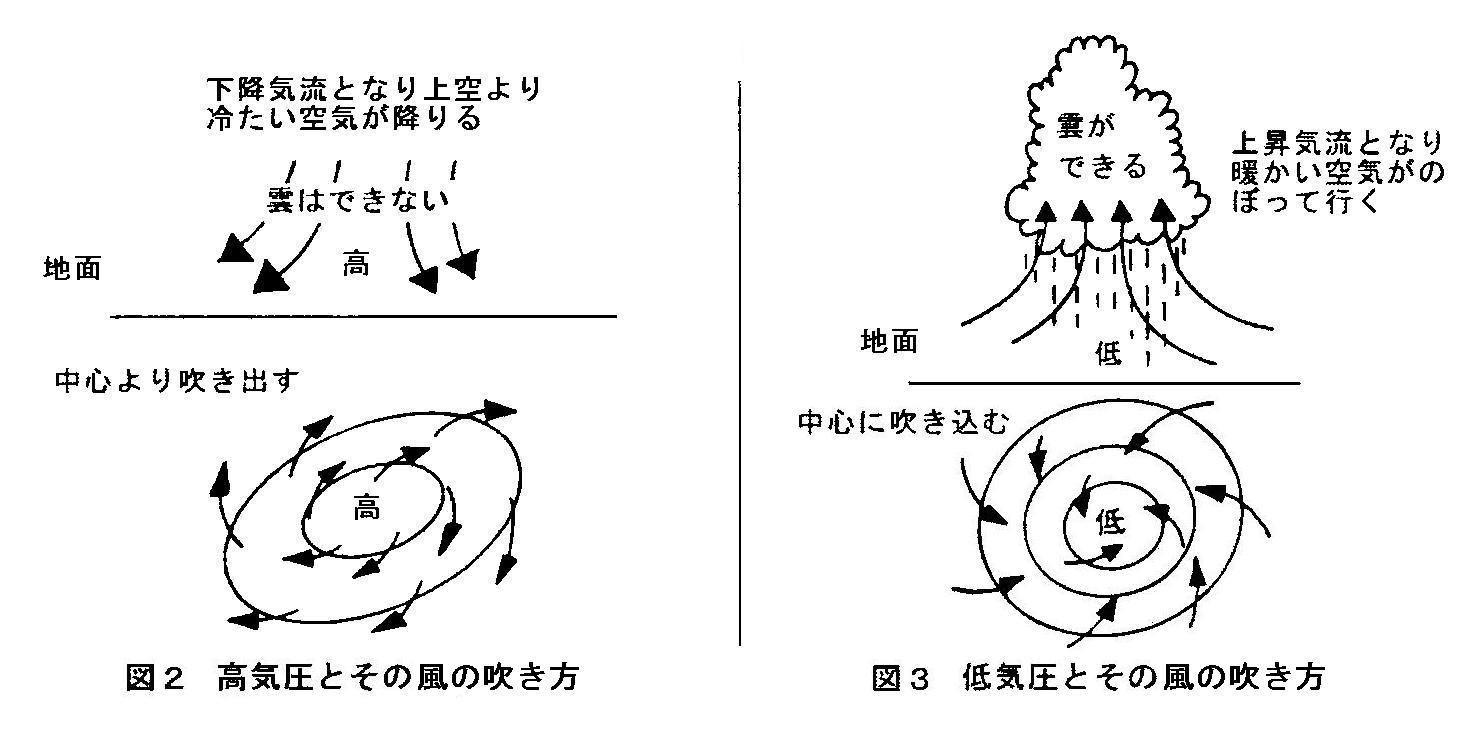 下降気流となり上空より
冷たい空気が降りる
雲はできない
高
地面
中心より吹き出す
高
図2 高気圧とその風の吹き方
雲が
できる
上昇気流となり
暖かい空気がの
ぼって行く
地面
低
中心に吹き込む
低
図3 低気圧とその風の吹き方